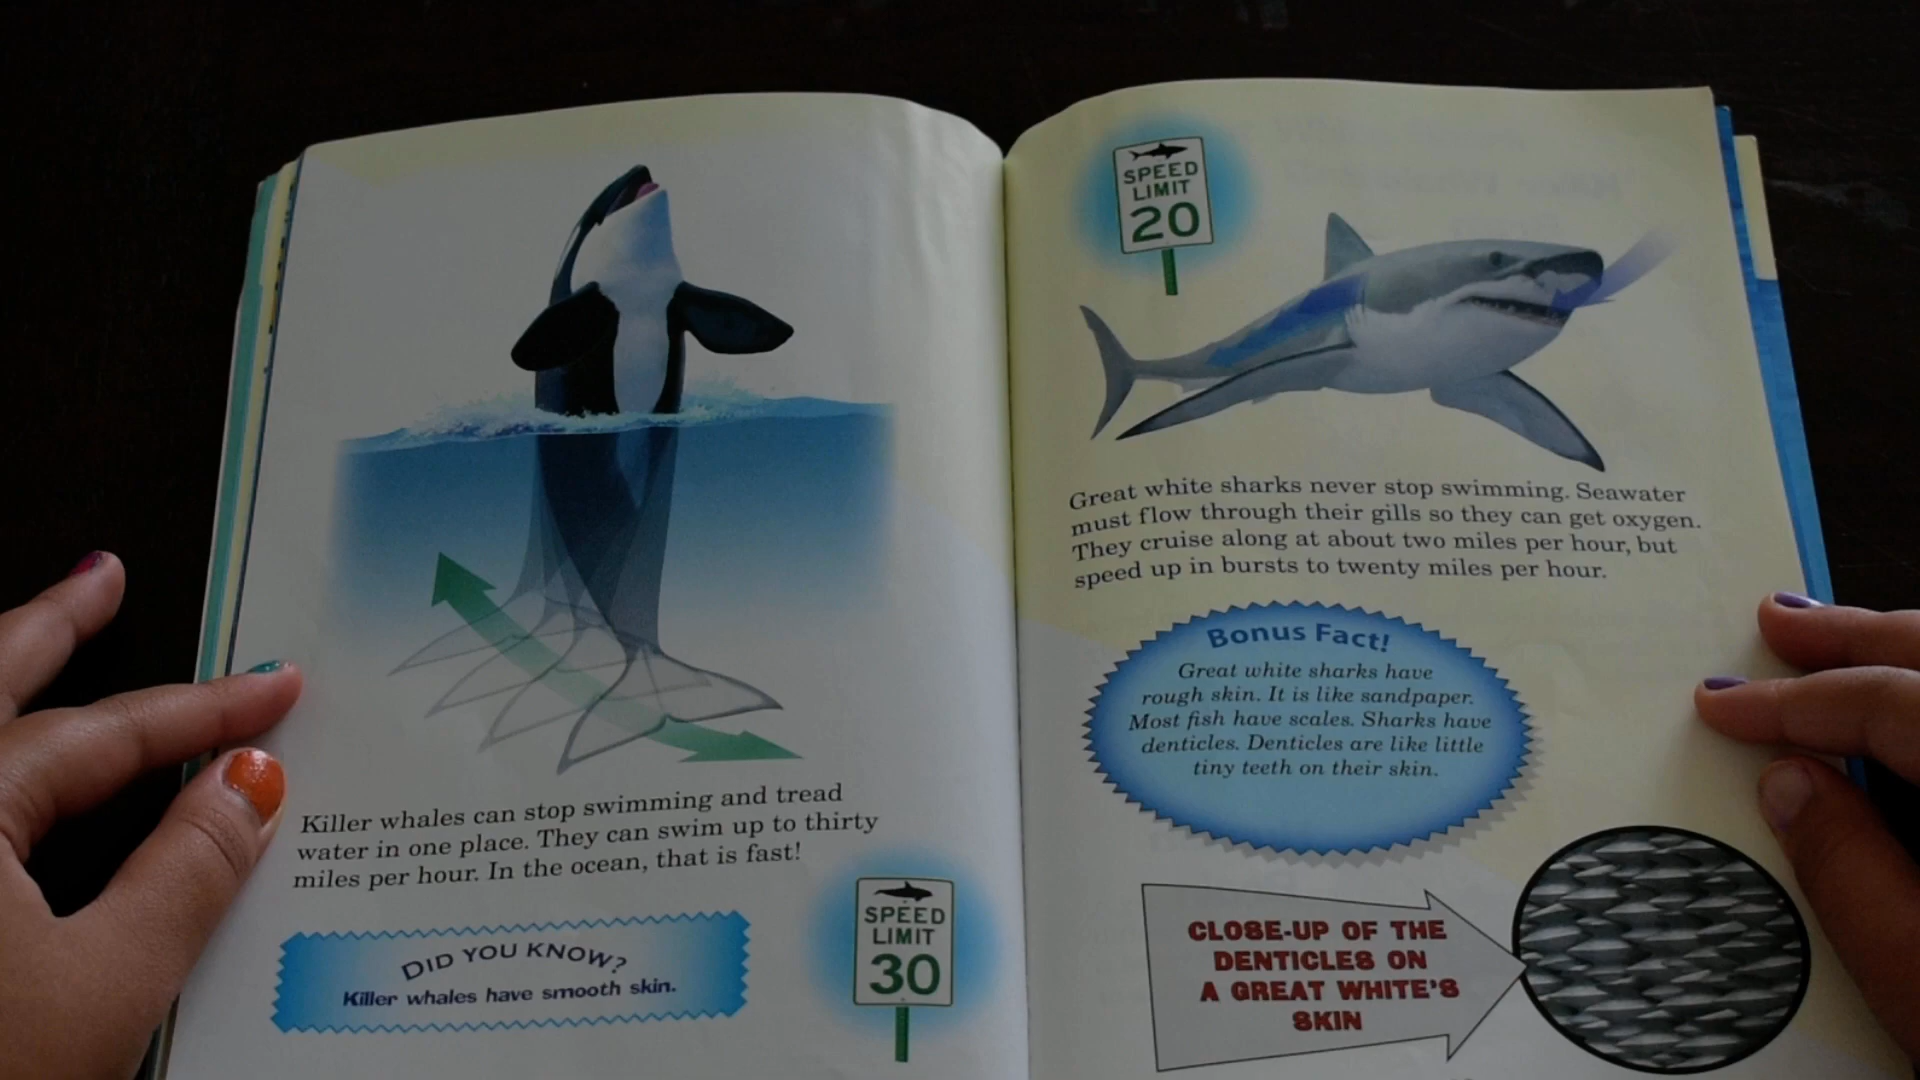 Killer whales can stop swimming and tread
water in one place. They can swim up to thirty
miles per hour. In the ocean, that is fast!
DID YOU KNOW?
Killer whales have smooth skin.
SPEED
LIMIT
30
SPEED
LIMIT
20
Great white sharks never stop swimming. Seawater
must flow through their gills so they can get oxygen.
They cruise along at about two miles per hour, but
speed up in bursts to twenty miles per hour.
Bonus Fact!
Great white sharks have
rough skin. It is like sandpaper.
Most fish have scales. Sharks have
denticles. Denticles are like little
tiny teeth on their skin.
CLOSE-UP OF THE
DENTICLES ON
A GREAT WHITE'S
SKIN